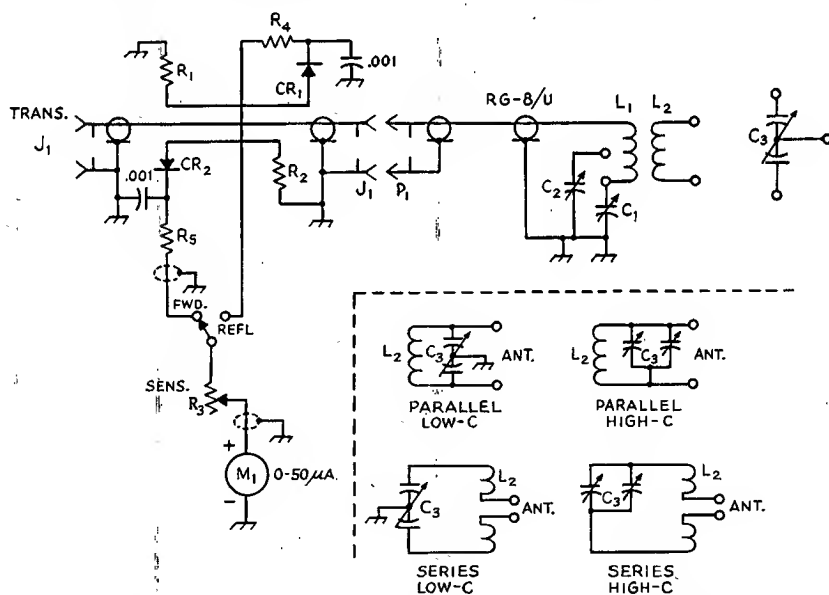 R4
.001
R1
CR1
RG-8/U
L1
L2
TRANS.
J1
C3
CR2
R2
J1
P1
C2
C1
.001
R5
FWD.
REFL
L2
C3
ANT.
L2
C3
ANT.
SENS.
R3
PARALLEL
LOW-C
PARALLEL
HIGH-C
+
M1
0-50 μA.
-
L2
C3
ANT.
C3
L2
ANT.
SERIES
LOW-C
SERIES
HIGH-C